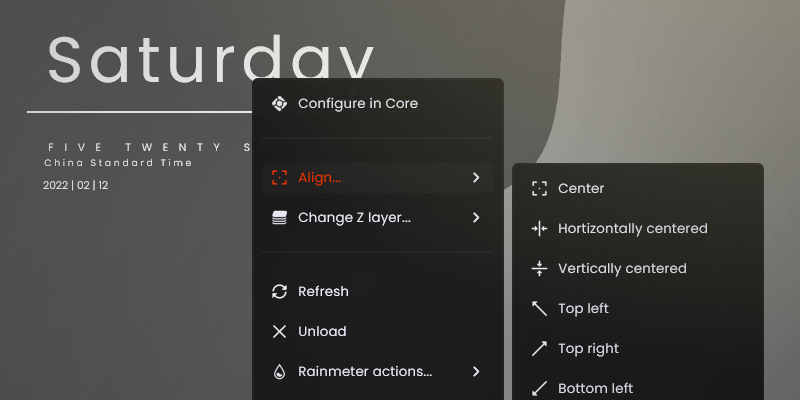 Saturday
FIVE TWENTY S
China Standard Time
2022 | 02 | 12
Configure in Core
Align...
Change Z layer...
Refresh
Unload
Rainmeter actions...
Center
Hortizontally centered
Vertically centered
Top left
Top right
Bottom left